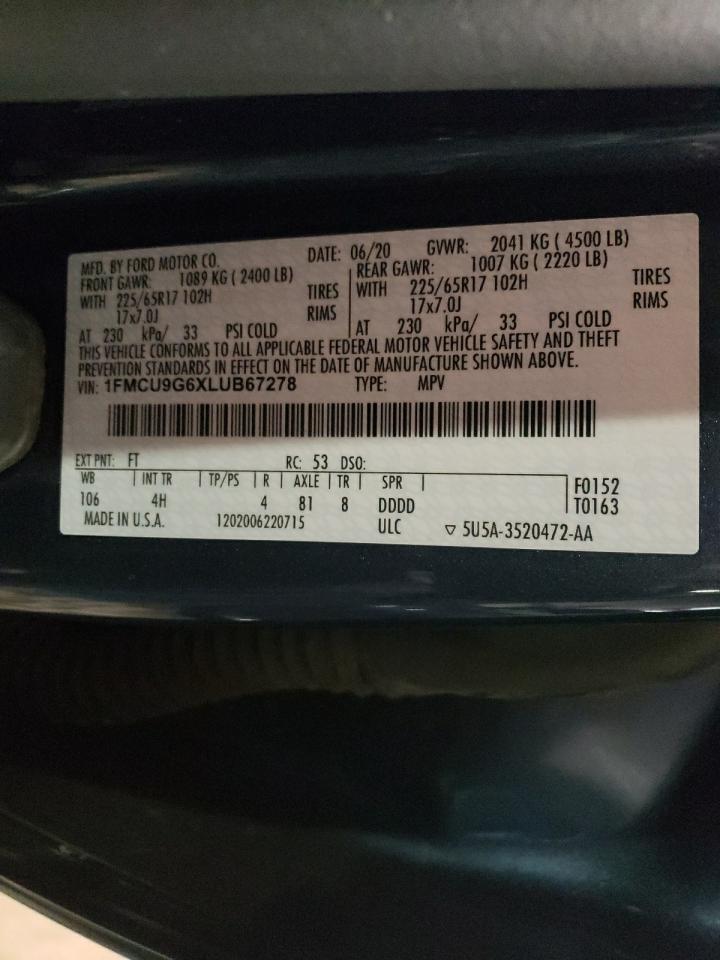 MFD. BY FORD MOTOR CO. DATE: 06/20 GVWR: 2041 KG ( 4500 LB)
FRONT GAWR: 1089 KG ( 2400 LB) REAR GAWR: 1007 KG ( 2220 LB)
WITH 225/65R17 102H TIRES WITH 225/65R17 102H TIRES
17x7.0J RIMS 17x7.0J RIMS
AT 230 kPa/ 33 PSI COLD AT 230 kPa/ 33 PSI COLD
THIS VEHICLE CONFORMS TO ALL APPLICABLE FEDERAL MOTOR VEHICLE SAFETY AND THEFT
PREVENTION STANDARDS IN EFFECT ON THE DATE OF MANUFACTURE SHOWN ABOVE.
VIN: 1FMCU9G6XLUB67278 TYPE: MPV
EXT PNT: FT RC: 53 DSO:
WB INT TR TP/PS R AXLE TR SPR F0152
106 4H 4 81 8 DDDD T0163
MADE IN U.S.A. 1202006220715 ULC ▽ 5U5A-3520472-AA